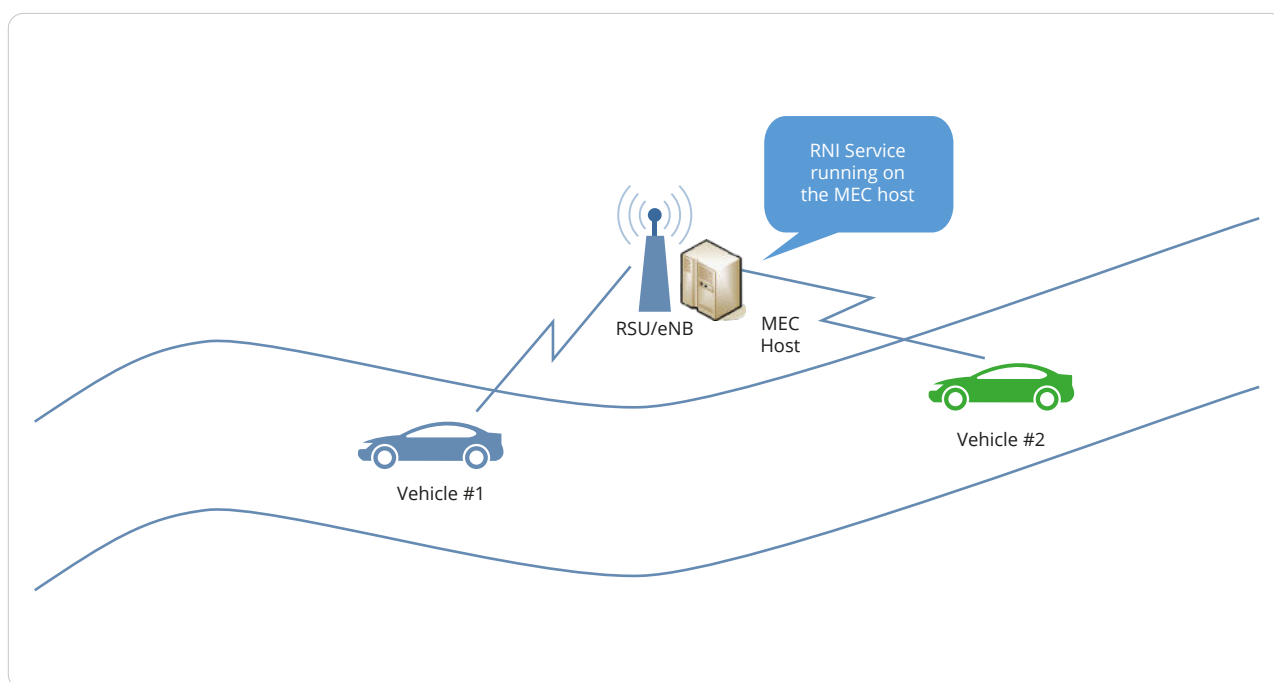 RNI Service
running on
the MEC host
RSU/eNB
MEC
Host
Vehicle #1
Vehicle #2